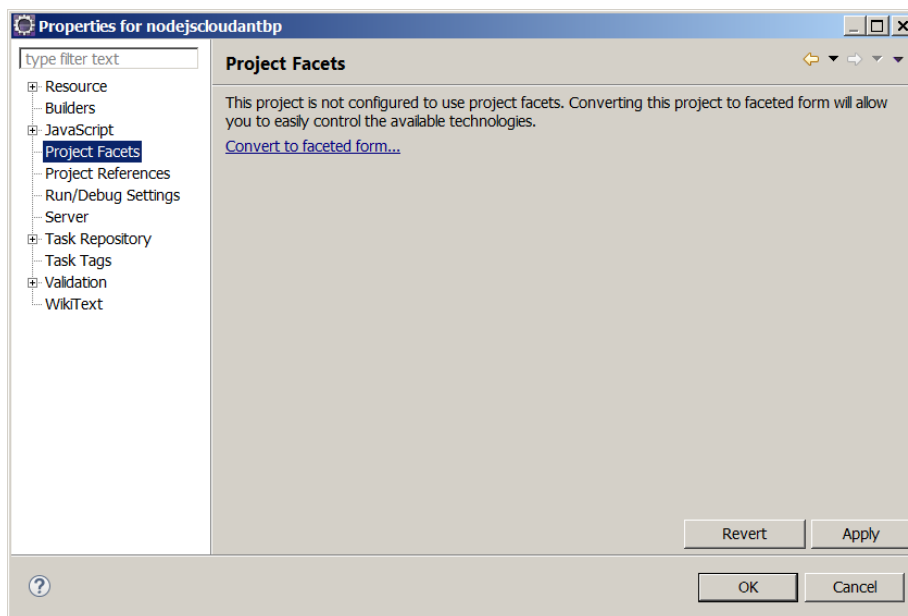 Properties for nodejscloudantbp
type filter text
Resource
Builders
JavaScript
Project Facets
Project References
Run/Debug Settings
Server
Task Repository
Task Tags
Validation
WikiText
Project Facets
This project is not configured to use project facets. Converting this project to faceted form will allow
you to easily control the available technologies.
Convert to faceted form...
Revert
Apply
?
OK
Cancel